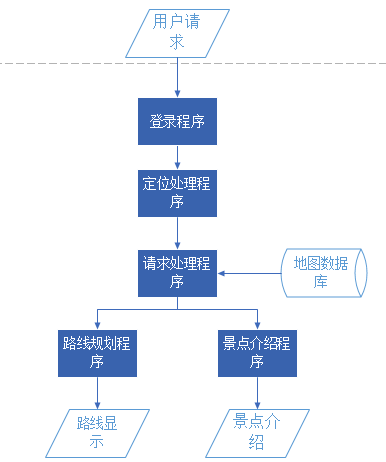 用户请
求
登录程序
定位处理程
序
请求处理程
序
地图数据
库
路线规划程
序
景点介绍程
序
路线显
示
景点介
绍